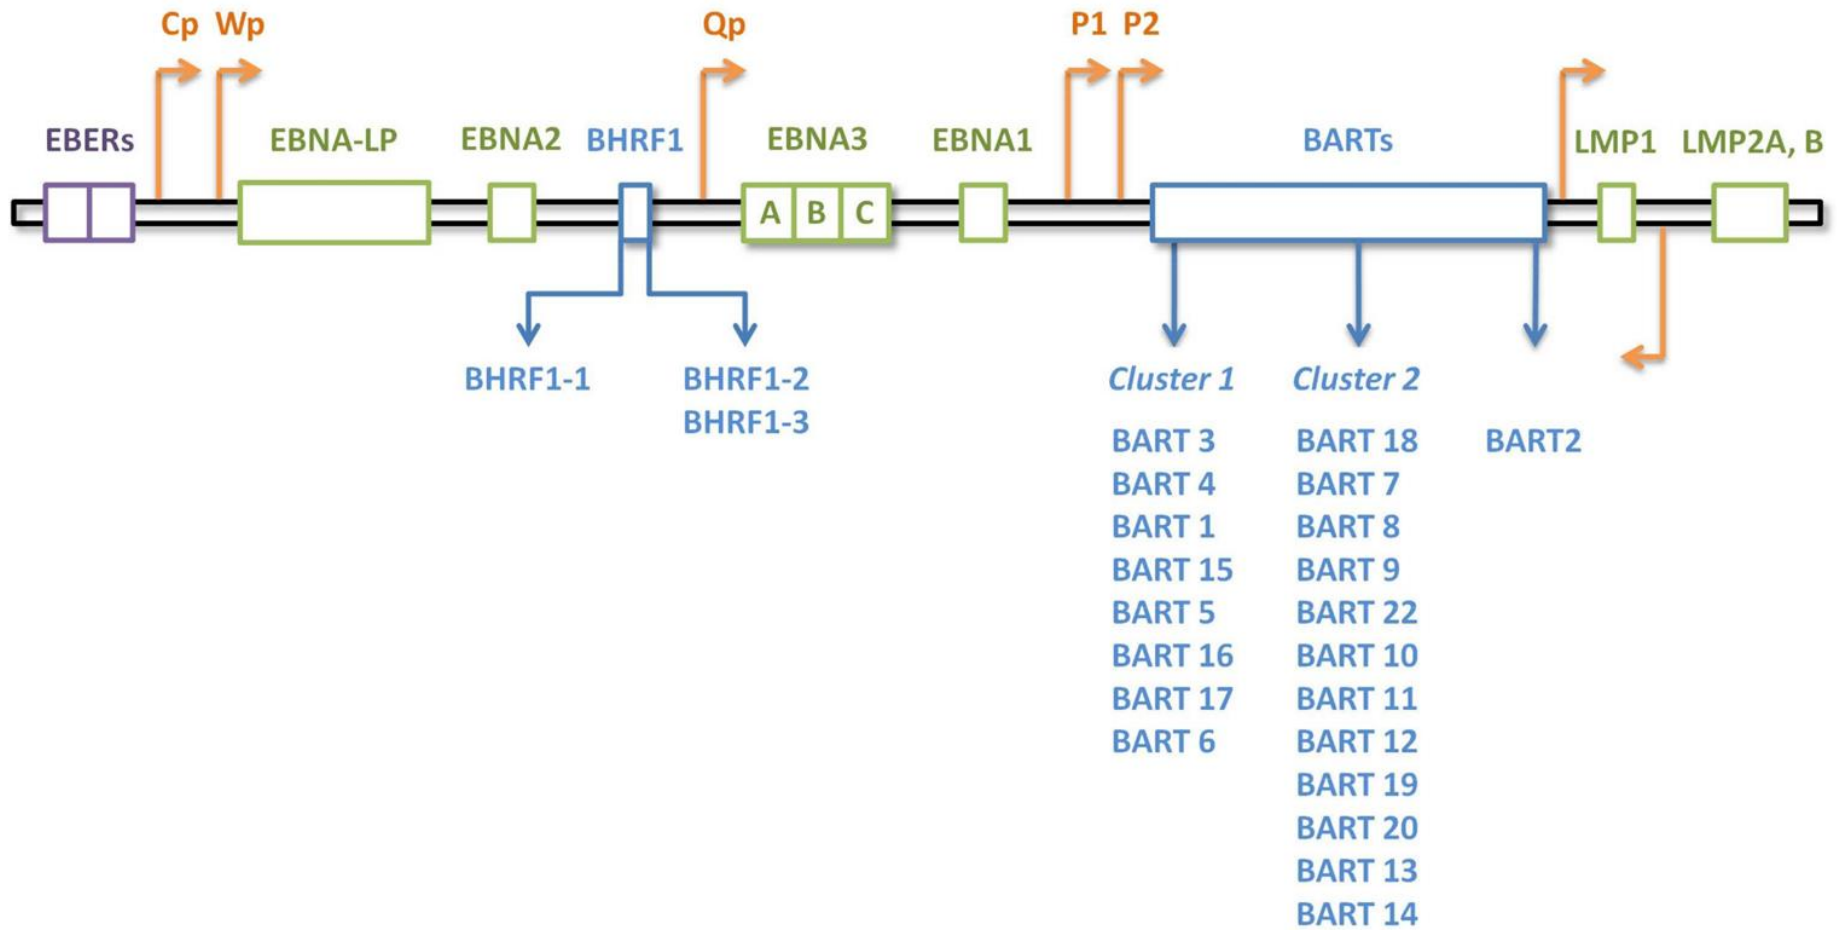 Cp Wp Qp P1 P2
EBERs EBNA-LP EBNA2 BHRF1 EBNA3 EBNA1 BARTs LMP1 LMP2A, B
A B C
BHRF1-1 BHRF1-2 Cluster 1 Cluster 2
BHRF1-3
BART 3 BART 18 BART2
BART 4 BART 7
BART 1 BART 8
BART 15 BART 9
BART 5 BART 22
BART 16 BART 10
BART 17 BART 11
BART 6 BART 12
BART 19
BART 20
BART 13
BART 14